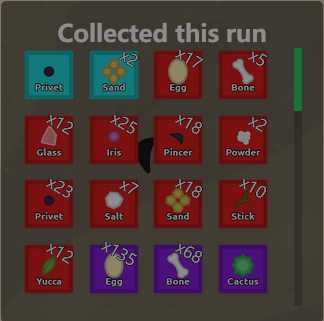 Collected this run
x2 x17 x5
Privet Sand Egg Bone
x12 x25 x18 x2
Glass Iris Pincer Powder
x23 x7 x18 x10
Privet Salt Sand Stick
x12 x135 x68
Yucca Egg Bone Cactus